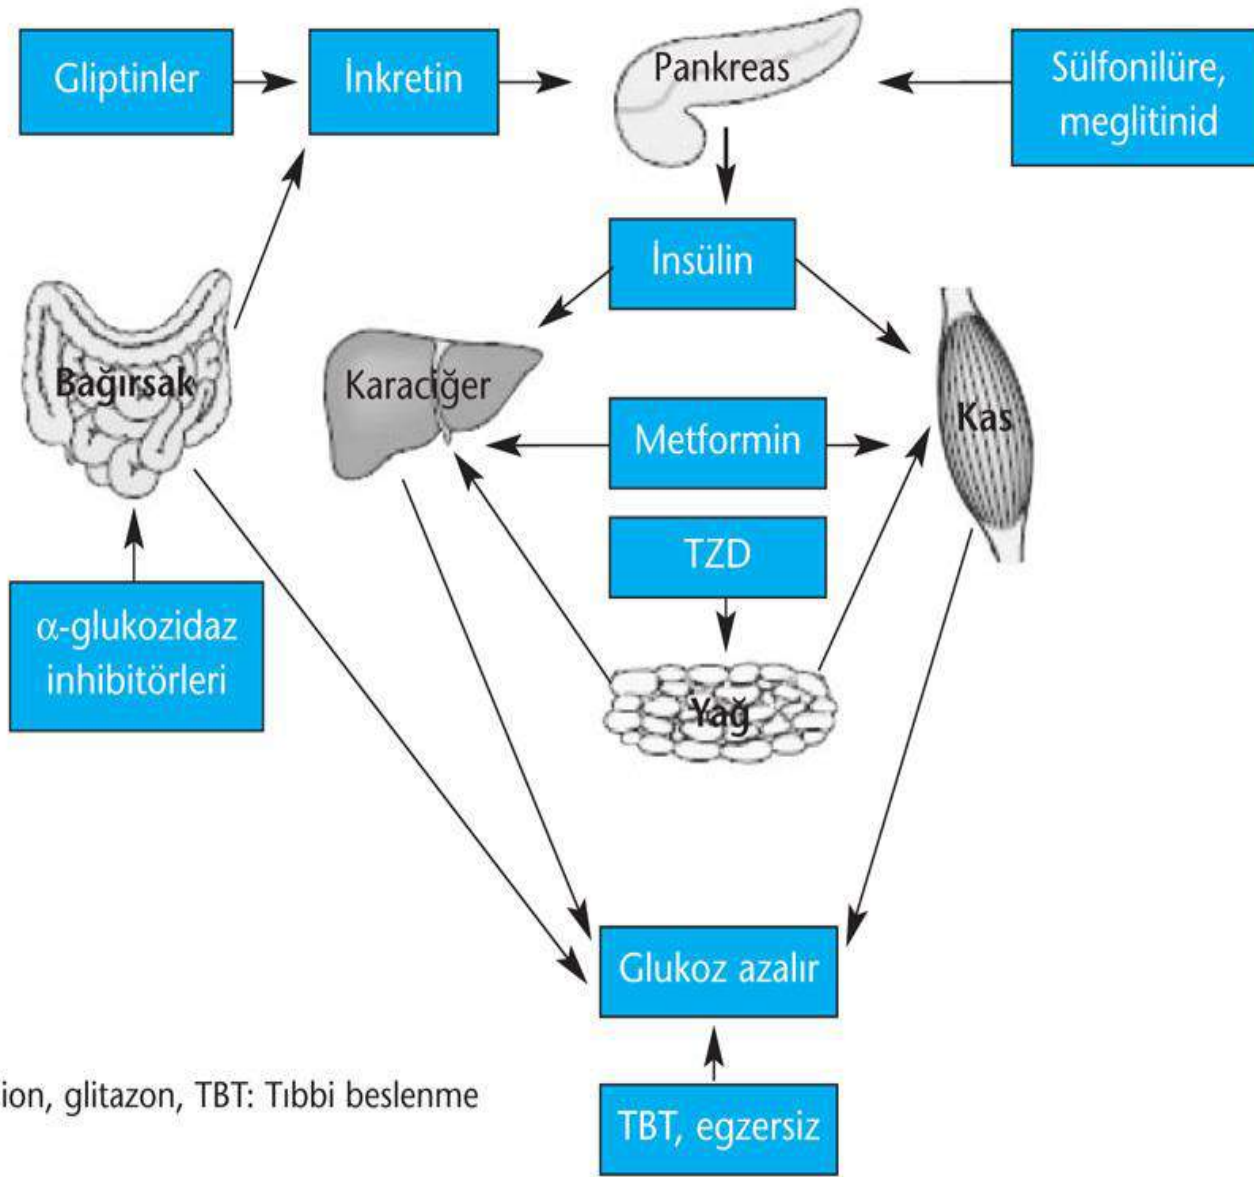 Gliptinler
İnkretin
Pankreas
Sülfonilüre,
meglitinid
İnsülin
Bağırsak
Karaciğer
Metformin
Kas
TZD
α-glukozidaz
inhibitörleri
Yağ
Glukoz azalır
ion, glitazon, TBT: Tıbbi beslenme
TBT, egzersiz